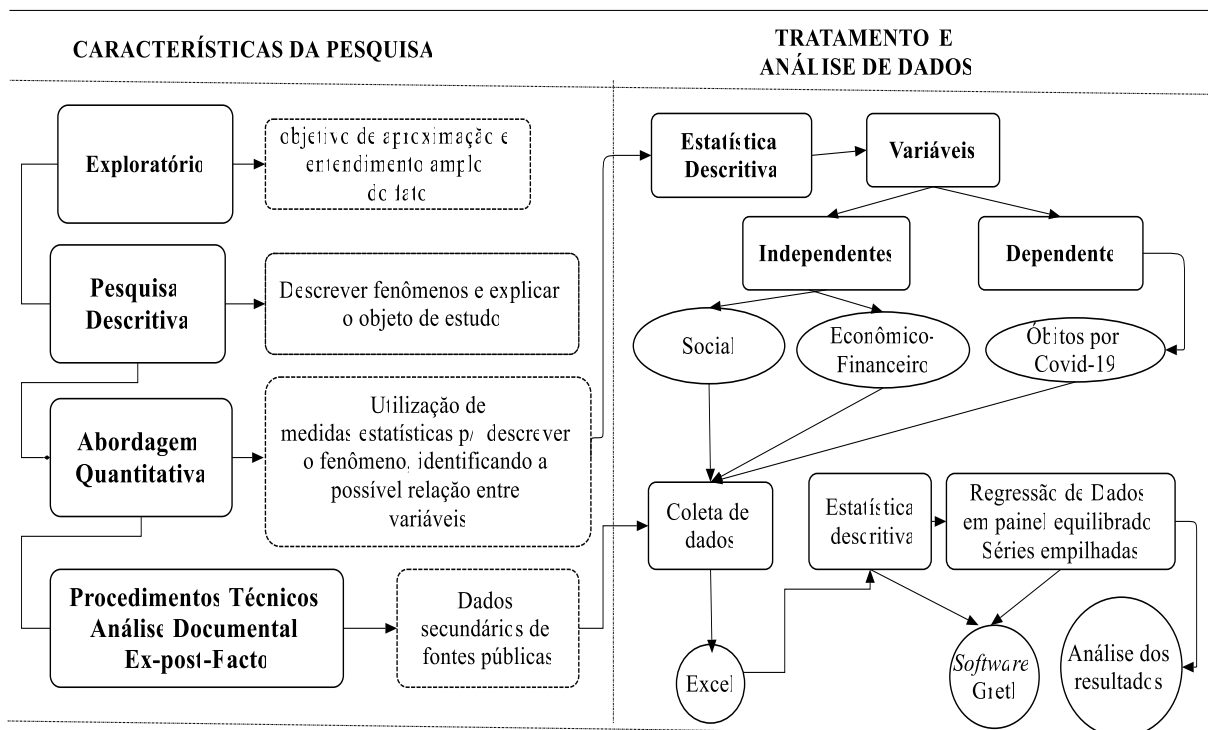 CARACTERÍSTICAS DA PESQUISA
TRATAMENTO E
ANÁLISE DE DADOS
Exploratório
objetivo de aproximação e
entendimento amplo
do fato
Pesquisa
Descritiva
Descrever fenômenos e explicar
o objeto de estudo
Abordagem
Quantitativa
Utilização de
medidas estatísticas p/ descrever
o fenômeno, identificando a
possível relação entre
variáveis
Procedimentos Técnicos
Análise Documental
Ex-post-Facto
Dados
secundários de
fontes públicas
Estatística
Descritiva
Variáveis
Independentes
Dependente
Social
Econômico-
Financeiro
Óbitos por
Covid-19
Coleta de
dados
Estatística
descritiva
Regressão de Dados
em painel equilibrado
Séries empilhadas
Excel
Software
Gretl
Análise dos
resultados